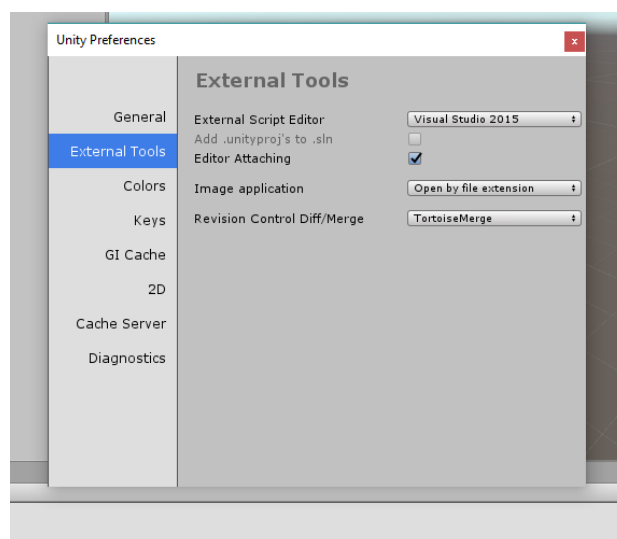 Unity Preferences
x
External Tools
General
External Tools
Colors
Keys
GI Cache
2D
Cache Server
Diagnostics
External Script Editor Visual Studio 2015
Add .unityproj's to .sln
Editor Attaching
Image application Open by file extension
Revision Control Diff/Merge TortoiseMerge